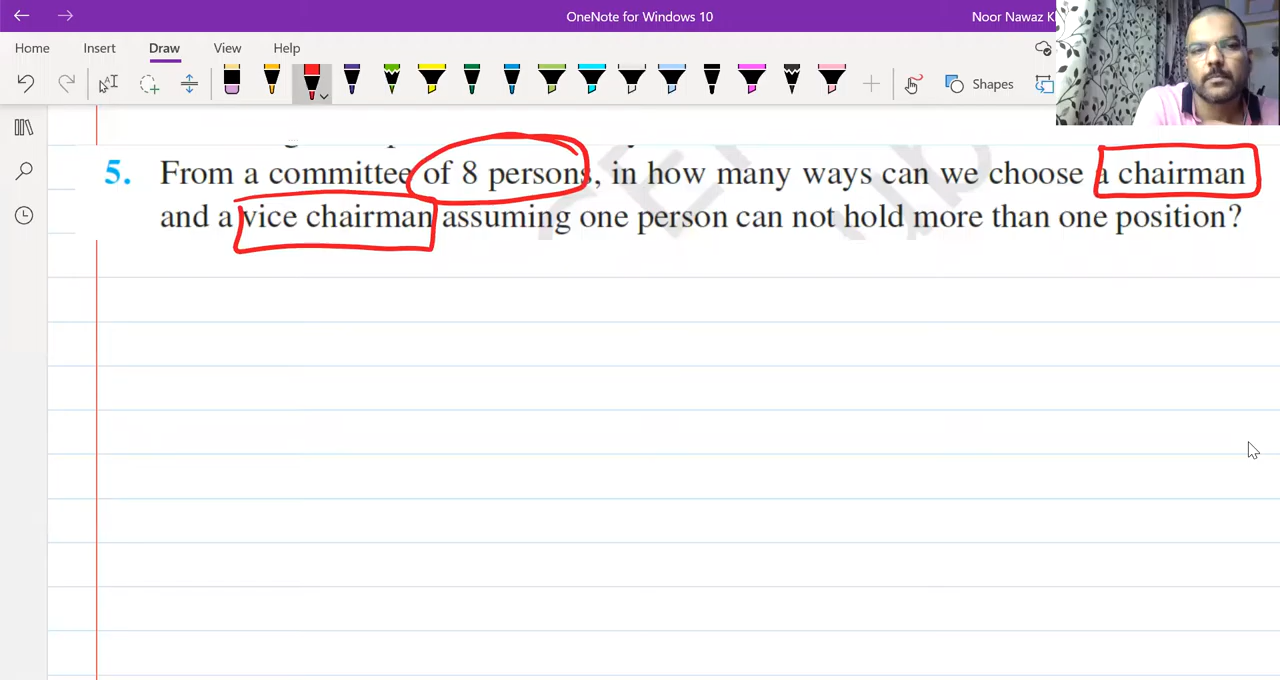 OneNote for Windows 10
Noor Nawaz K
Home Insert Draw View Help
Shapes
5. From a committee of 8 persons, in how many ways can we choose a chairman
and a vice chairman assuming one person can not hold more than one position?